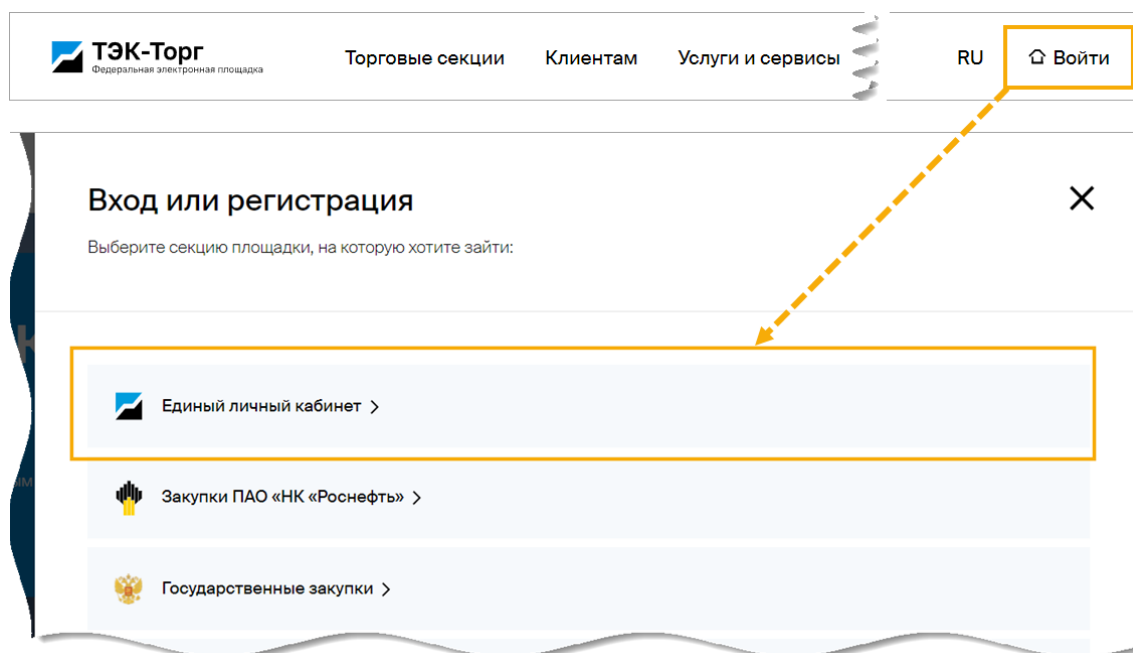 ТЭК-Торг
Федеральная электронная площадка
Торговые секции Клиентам Услуги и сервисы RU Войти
Вход или регистрация
Выберите секцию площадки, на которую хотите зайти:
Единый личный кабинет
Закупки ПАО «НК «Роснефть»
Государственные закупки